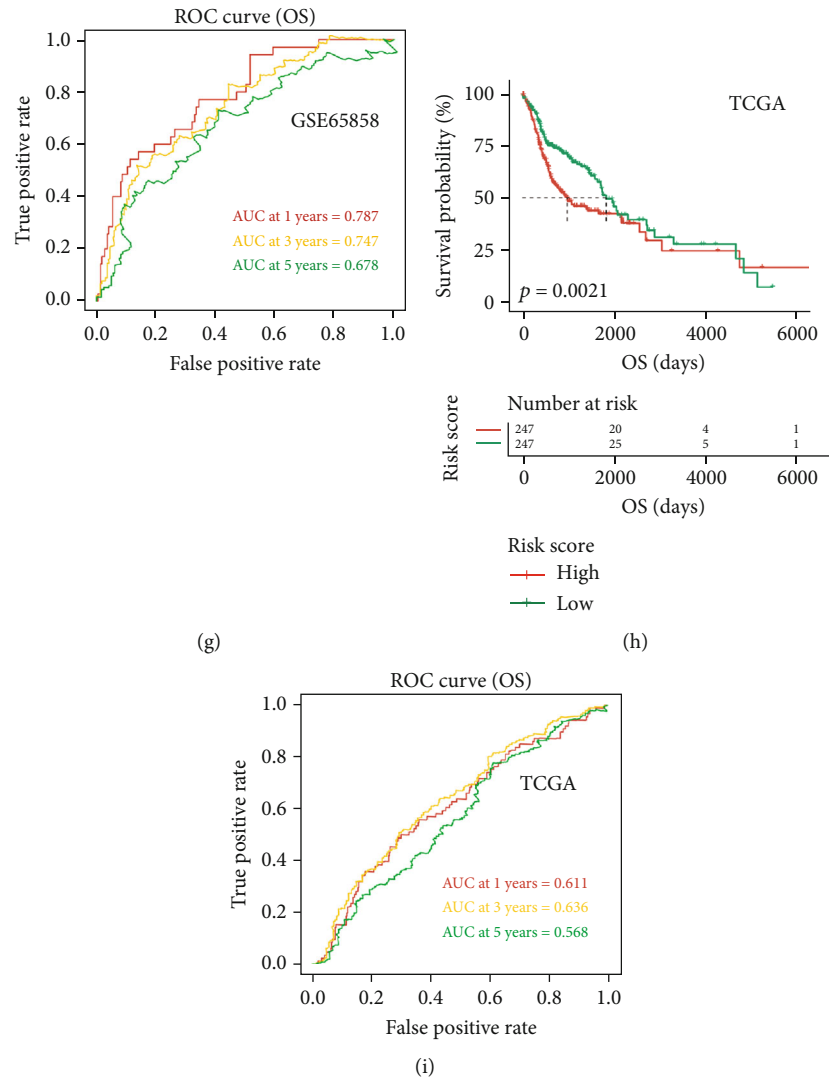 ROC curve (OS)
True positive rate
1.0
0.8
0.6
0.4
0.2
0.0
GSE65858
AUC at 1 years = 0.787
AUC at 3 years = 0.747
AUC at 5 years = 0.678
0.0 0.2 0.4 0.6 0.8 1.0
False positive rate
(g)
Survival probability (%)
100
75
50
25
0
TCGA
p = 0.0021
0 2000 4000 6000
OS (days)
Number at risk
Risk score
247 20 4 1
247 25 5 1
0 2000 4000 6000
OS (days)
Risk score
High
Low
(h)
ROC curve (OS)
True positive rate
1.0
0.8
0.6
0.4
0.2
0.0
TCGA
AUC at 1 years = 0.611
AUC at 3 years = 0.636
AUC at 5 years = 0.568
0.0 0.2 0.4 0.6 0.8 1.0
False positive rate
(i)